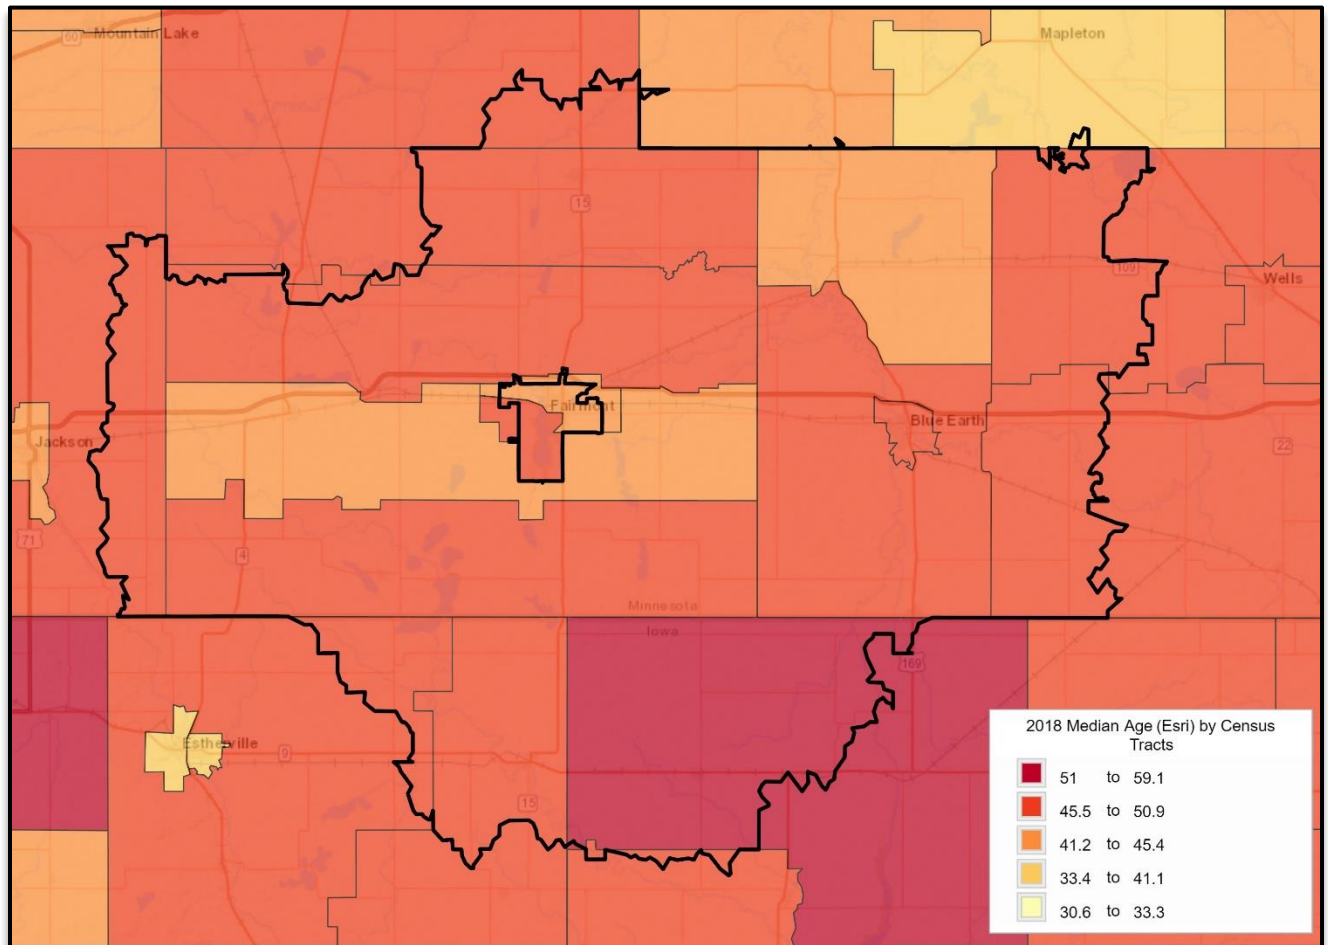 60
Mountain Lake
Mapleton
15
109
Wells
Fairmont
Blue Earth
Jackson
22
71
4
Minnesota
Iowa
169
Estherville
9
15
2018 Median Age (Esri) by Census
Tracts
51 to 59.1
45.5 to 50.9
41.2 to 45.4
33.4 to 41.1
30.6 to 33.3